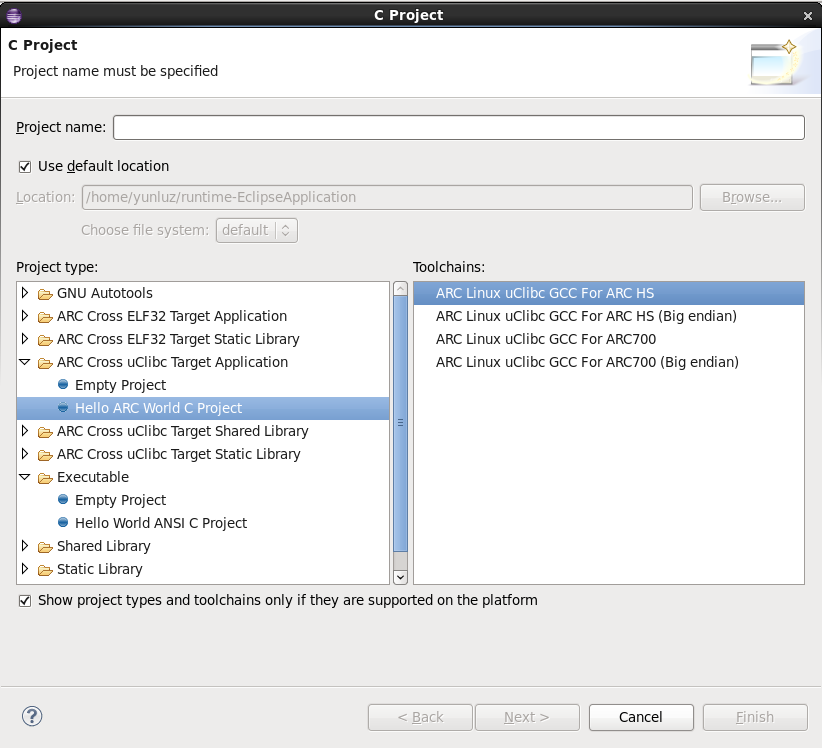 C Project
C Project
Project name must be specified
Project name:
Use default location
Location: /home/yunluz/runtime-EclipseApplication Browse...
Choose file system: default
Project type: Toolchains:
GNU Autotools
ARC Cross ELF32 Target Application
ARC Cross ELF32 Target Static Library
ARC Cross uClibc Target Application
Empty Project
Hello ARC World C Project
ARC Cross uClibc Target Shared Library
ARC Cross uClibc Target Static Library
Executable
Empty Project
Hello World ANSI C Project
Shared Library
Static Library
ARC Linux uClibc GCC For ARC HS
ARC Linux uClibc GCC For ARC HS (Big endian)
ARC Linux uClibc GCC For ARC700
ARC Linux uClibc GCC For ARC700 (Big endian)
Show project types and toolchains only if they are supported on the platform
? < Back Next > Cancel Finish